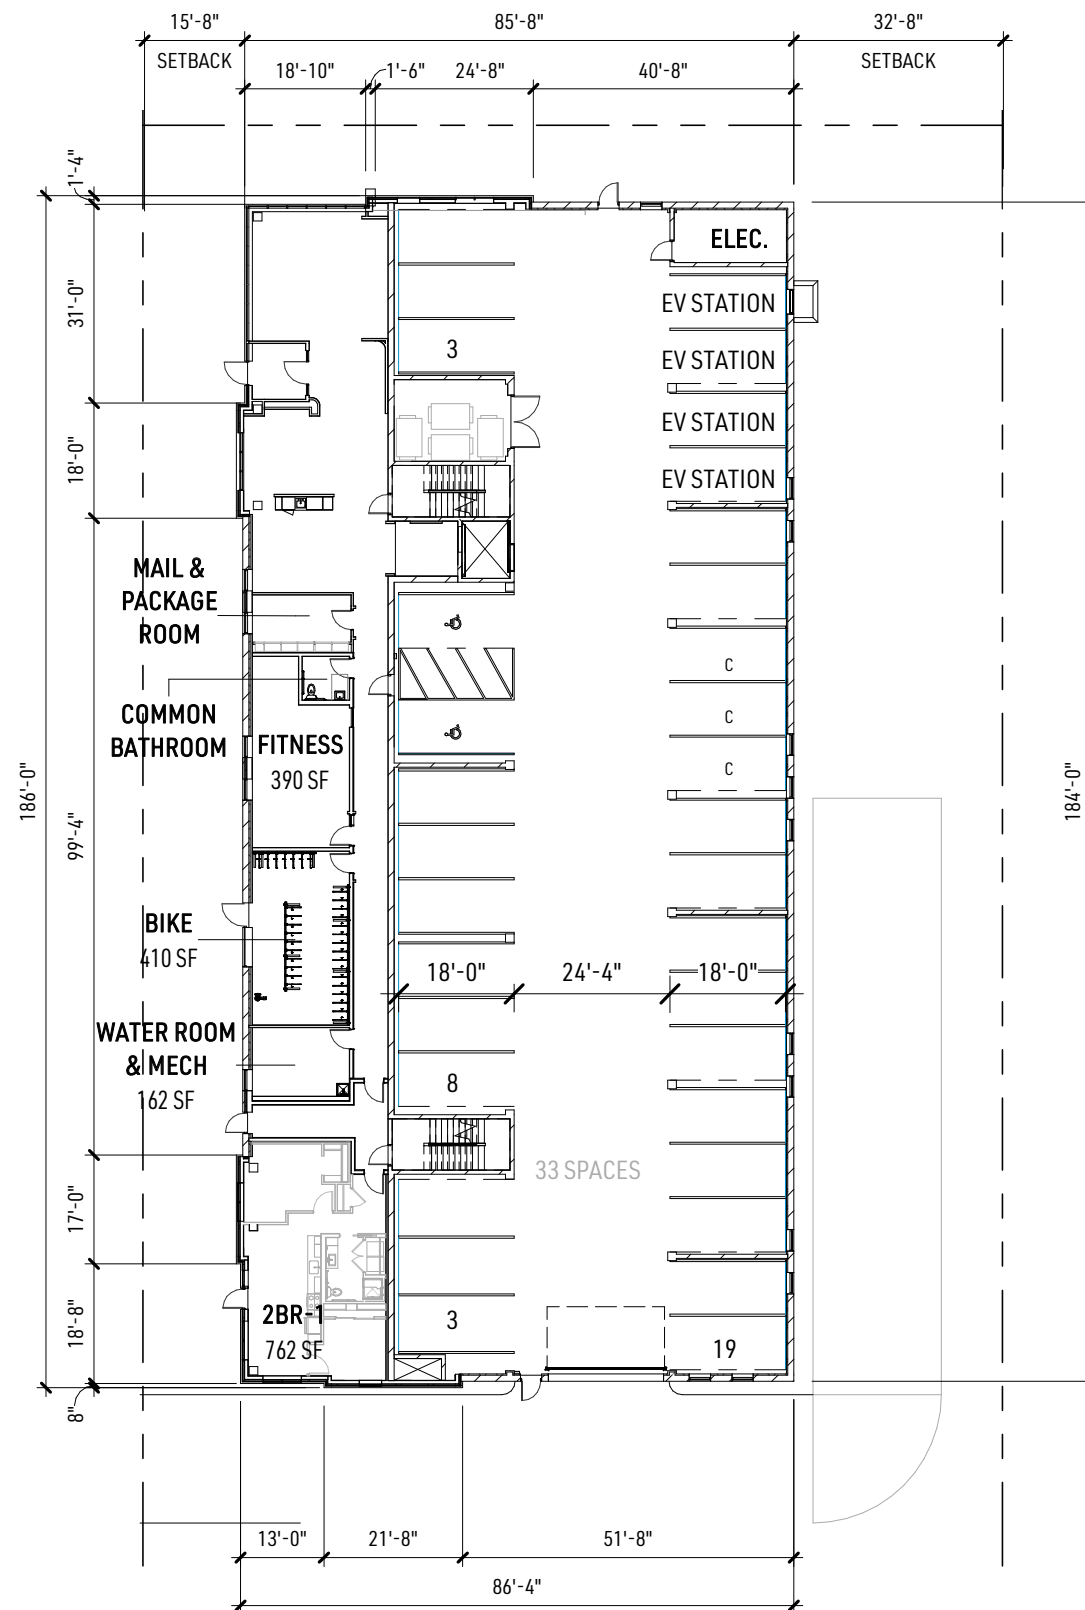 15'-8"
85'-8"
32'-8"
SETBACK
SETBACK
18'-10"
1'-6"
24'-8"
40'-8"
1'-4"
31'-0"
18'-0"
99'-4"
186'-0"
17'-0"
18'-8"
8"
184'-0"
ELEC.
EV STATION
EV STATION
EV STATION
EV STATION
3
MAIL &
PACKAGE
ROOM
COMMON
BATHROOM
FITNESS
390 SF
C
C
C
BIKE
410 SF
18'-0"
24'-4"
18'-0"
WATER ROOM
& MECH
162 SF
8
33 SPACES
2BR-1
762 SF
3
19
13'-0"
21'-8"
51'-8"
86'-4"